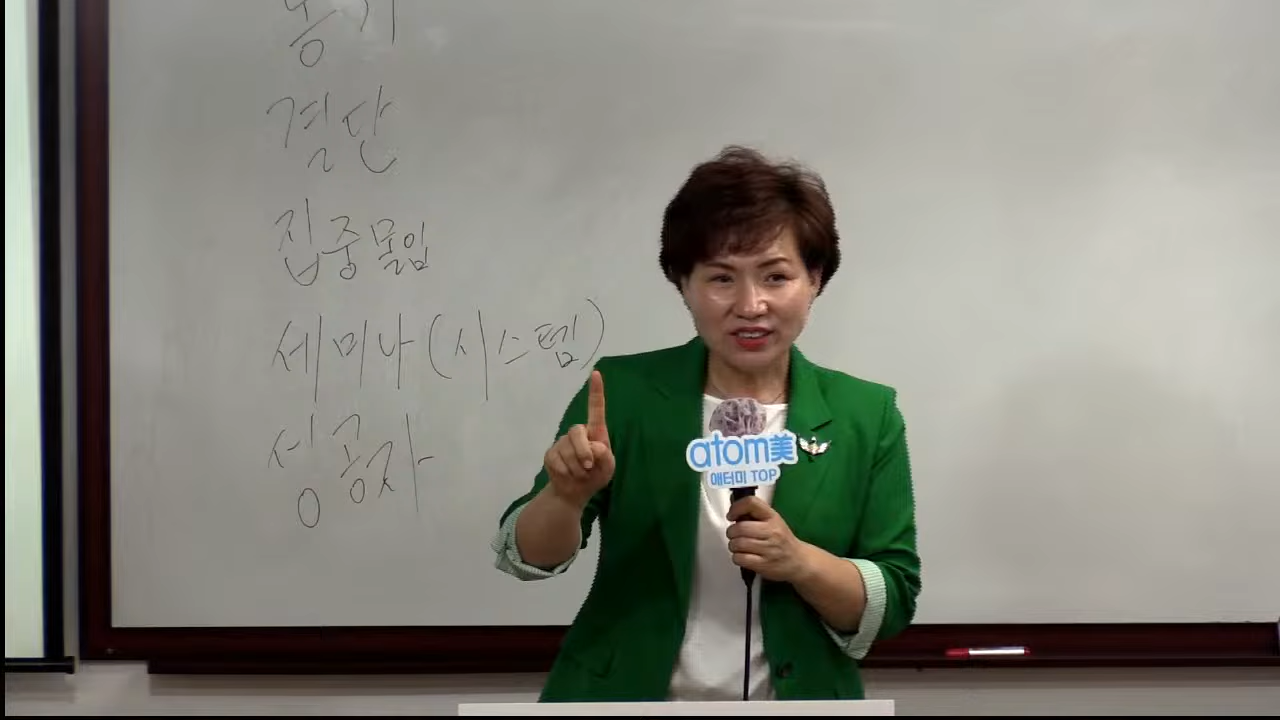 결단
집중몰입
세미나(시스템)
성공자
atom美
애터미 TOP